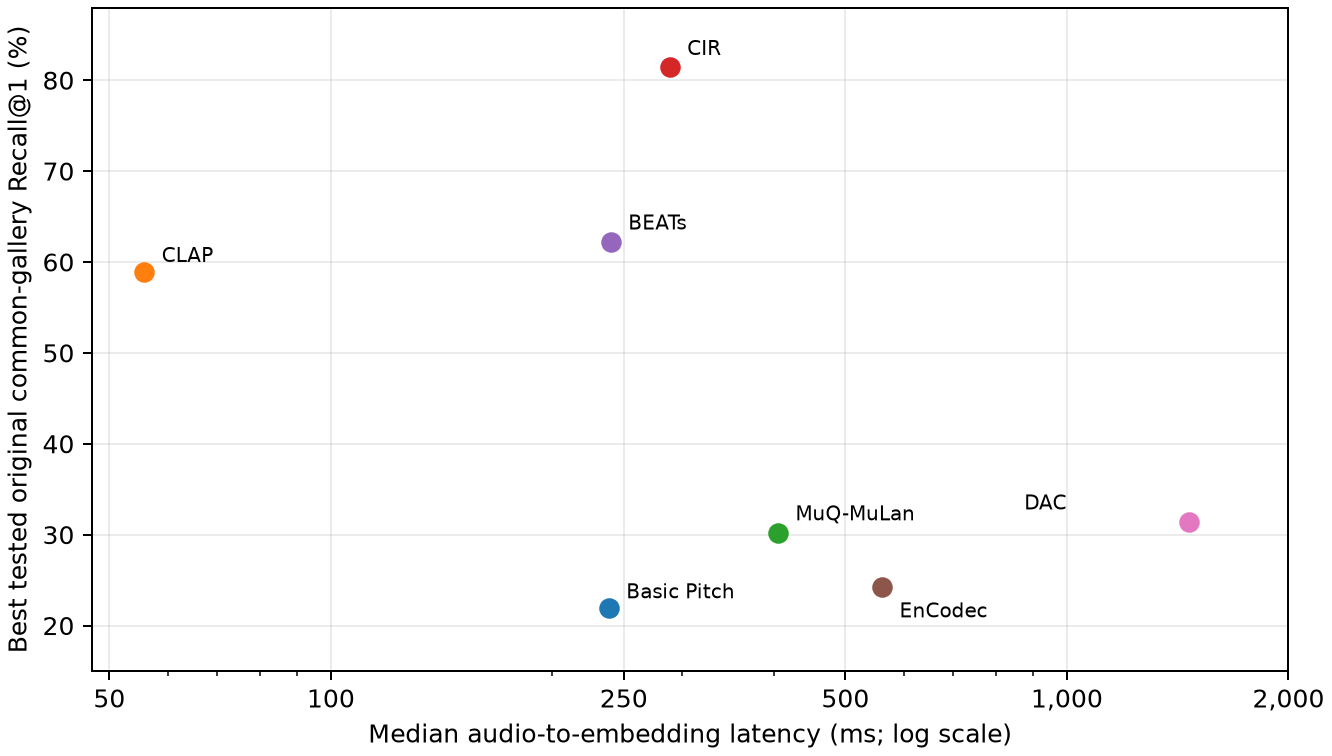 Best tested original common-gallery Recall@1 (%)
80
70
60
50
40
30
20
CIR
BEATs
CLAP
DAC
MuQ-MuLan
Basic Pitch
EnCodec
50
100
250
500
1,000
2,000
Median audio-to-embedding latency (ms; log scale)